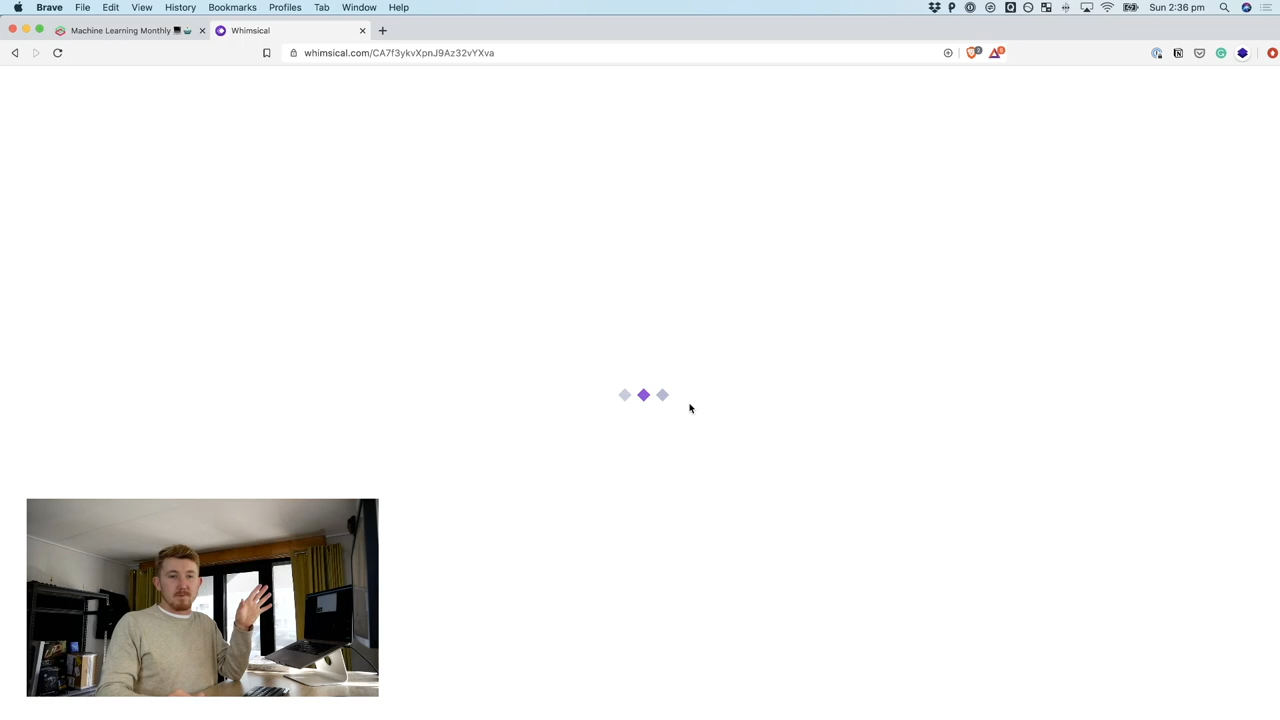 Brave File Edit View History Bookmarks Profiles Tab Window Help Sun 2:36 pm
Machine Learning Monthly Whimsical
whimsical.com/CA7f3ykvXpnJ9Az32vYXva